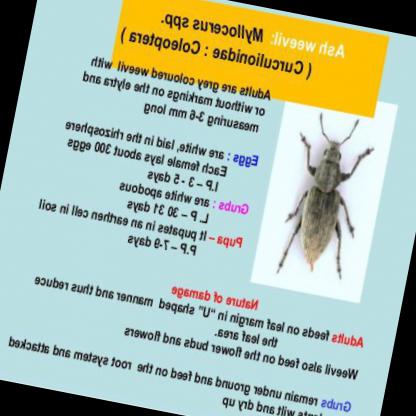 Ash weevil: Myllocerus spp.
( Curculionidae : Coleoptera )
Adults are grey coloured weevil with
or without markings on the elytra and
measuring 3-6 mm long
Eggs : are white, laid in the rhizosphere
Each female lays about 300 eggs
I.P – 3 - 5 days
Grubs : are white apodous
L. P – 30 31 days
Pupa – It pupates in an earthen cell in soil
P.P. – 7-9 days
Nature of damage
Adults feeds on leaf margin in “U” shaped manner and thus reduce
the leaf area.
Weevil also feed on the flower buds and flowers
Grubs remain under ground and feed on the root system and attacked
wilt and dry up